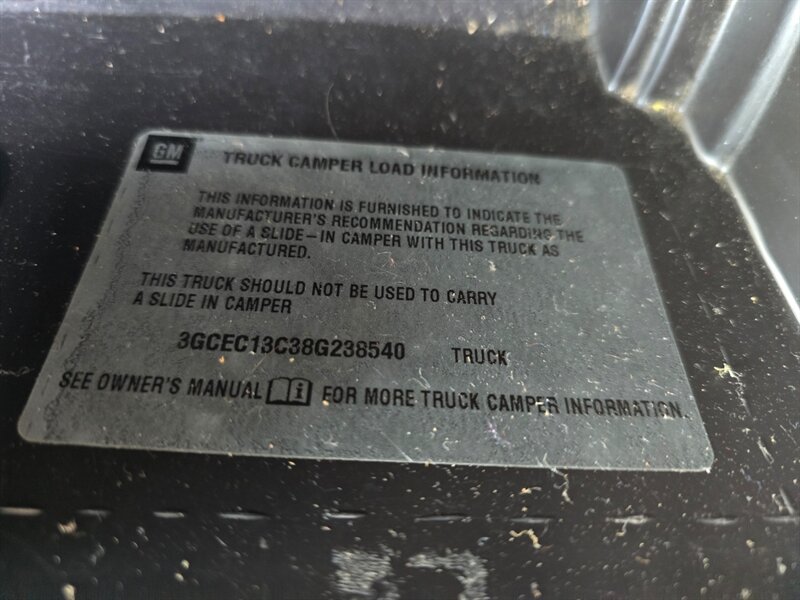 GM TRUCK CAMPER LOAD INFORMATION
THIS INFORMATION IS FURNISHED TO INDICATE THE
MANUFACTURER'S RECOMMENDATION REGARDING THE
USE OF A SLIDE-IN CAMPER WITH THIS TRUCK AS
MANUFACTURED.
THIS TRUCK SHOULD NOT BE USED TO CARRY
A SLIDE IN CAMPER
3GCEC13C38G238540 TRUCK
SEE OWNER'S MANUAL FOR MORE TRUCK CAMPER INFORMATION.